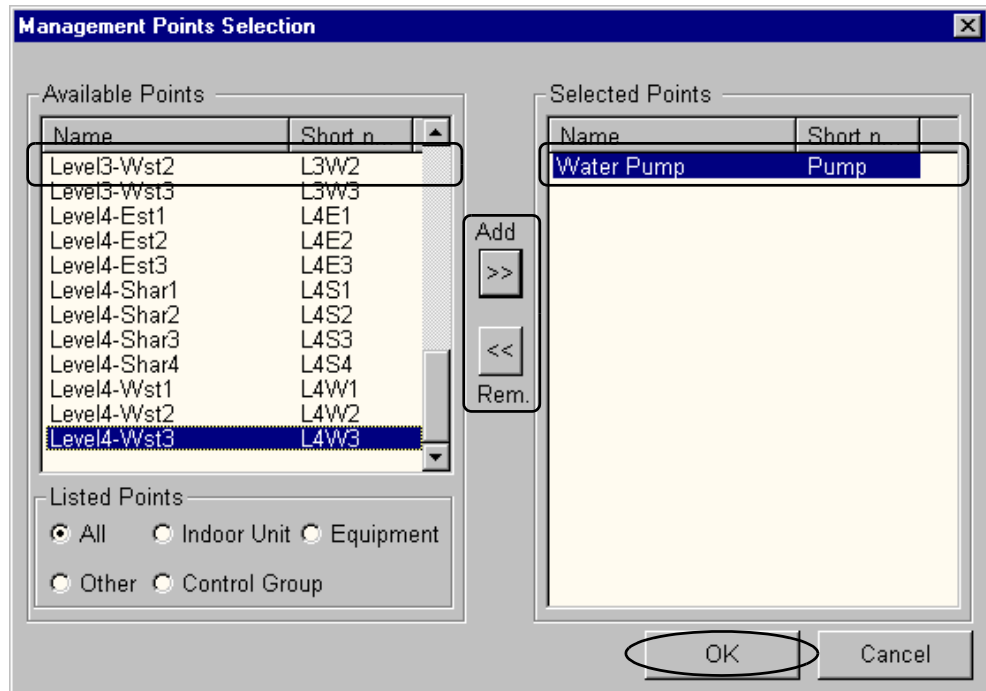 Management Points Selection
Available Points
Name Short n
Level3-Wst2 L3W2
Level3-Wst3 L3W3
Level4-Est1 L4E1
Level4-Est2 L4E2
Level4-Est3 L4E3
Level4-Shar1 L4S1
Level4-Shar2 L4S2
Level4-Shar3 L4S3
Level4-Shar4 L4S4
Level4-Wst1 L4W1
Level4-Wst2 L4W2
Level4-Wst3 L4W3
Listed Points
All Indoor Unit Equipment
Other Control Group
Add
>>
<<
Rem.
Selected Points
Name Short n
Water Pump Pump
OK Cancel